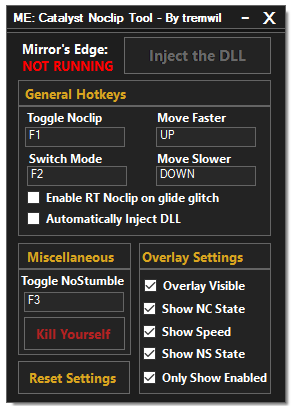 ME: Catalyst Noclip Tool - By tremwil
Mirror's Edge:
NOT RUNNING
Inject the DLL
General Hotkeys
Toggle Noclip Move Faster
F1 UP
Switch Mode Move Slower
F2 DOWN
Enable RT Noclip on glide glitch
Automatically Inject DLL
Miscellaneous
Toggle NoStumble
F3
Kill Yourself
Reset Settings
Overlay Settings
Overlay Visible
Show NC State
Show Speed
Show NS State
Only Show Enabled